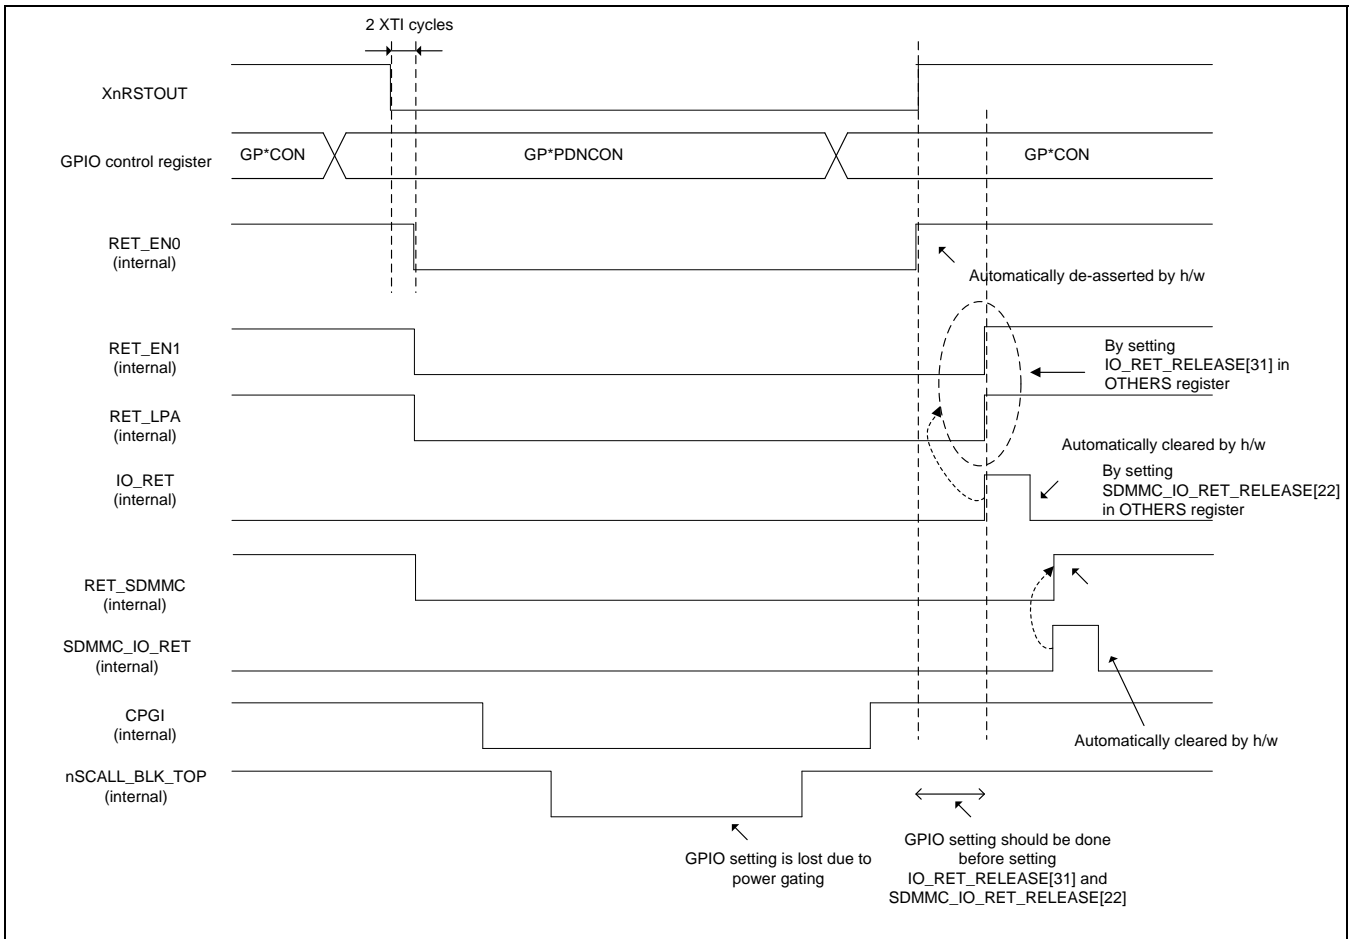 2 XTI cycles
XnRSTOUT
GPIO control register
GP*CON
GP*PDNCON
GP*CON
RET_EN0
(internal)
Automatically de-asserted by h/w
RET_EN1
(internal)
By setting
IO_RET_RELEASE[31] in
OTHERS register
RET_LPA
(internal)
Automatically cleared by h/w
IO_RET
(internal)
By setting
SDMMC_IO_RET_RELEASE[22]
in OTHERS register
RET_SDMMC
(internal)
SDMMC_IO_RET
(internal)
CPGI
(internal)
Automatically cleared by h/w
nSCALL_BLK_TOP
(internal)
GPIO setting is lost due to
power gating
GPIO setting should be done
before setting
IO_RET_RELEASE[31] and
SDMMC_IO_RET_RELEASE[22]